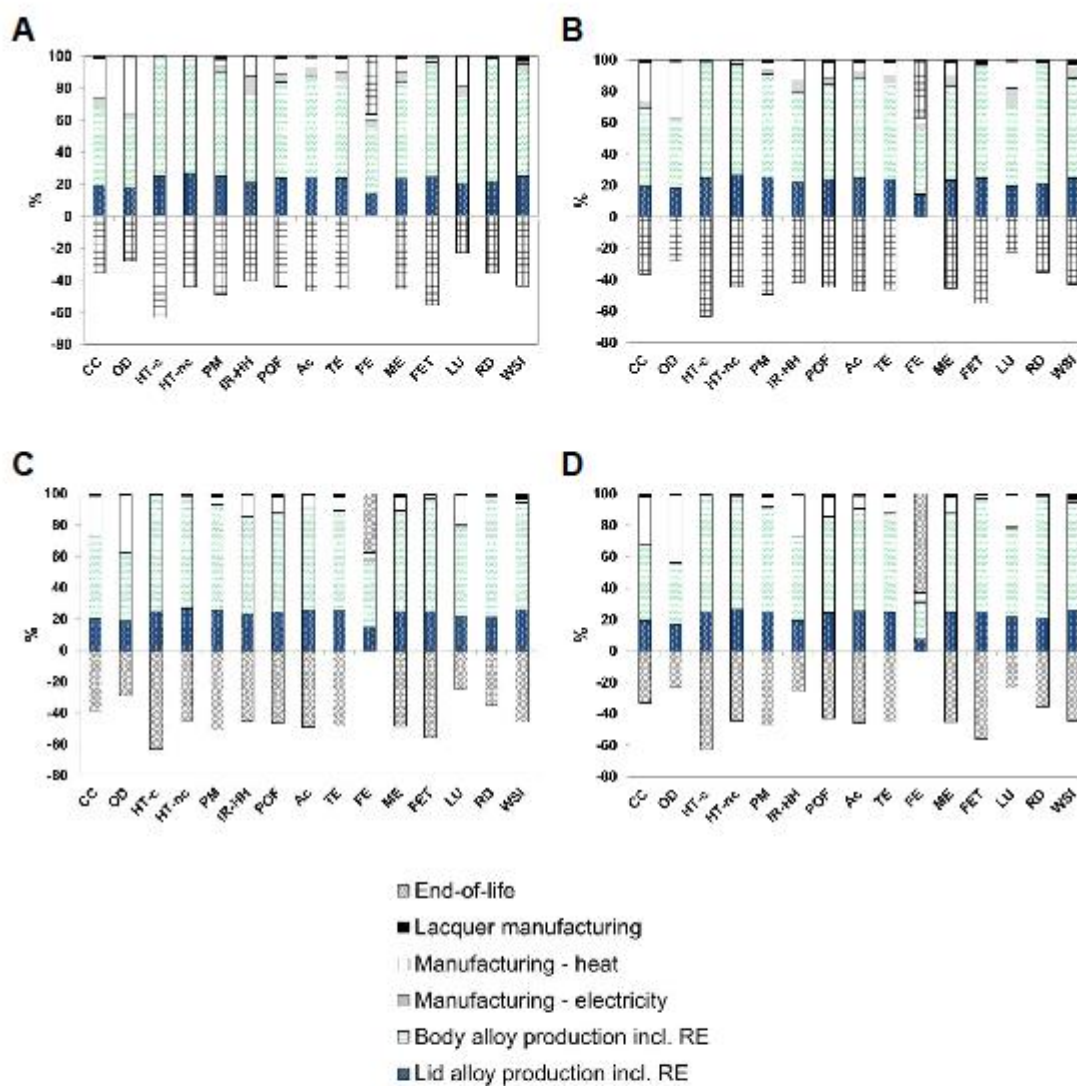 A
B
100
80
60
40
20
0
-20
-40
-60
-80
%
CC
OD
HT-c
HT-nc
PM
IR-HH
POF
Ac
TE
FE
ME
FET
LU
RD
WSI
100
80
60
40
20
0
-20
-40
-60
-80
%
CC
OD
HT-c
HT-nc
PM
IR-HH
POF
Ac
TE
FE
ME
FET
LU
RD
WSI
C
D
100
80
60
40
20
0
-20
-40
-60
-80
%
CC
OD
HT-c
HT-nc
PM
IR-HH
POF
Ac
TE
FE
ME
FET
LU
RD
WSI
100
80
60
40
20
0
-20
-40
-60
-80
%
CC
OD
HT-c
HT-nc
PM
IR-HH
POF
Ac
TE
FE
ME
FET
LU
RD
WSI
End-of-life
Lacquer manufacturing
Manufacturing - heat
Manufacturing - electricity
Body alloy production incl. RE
Lid alloy production incl. RE